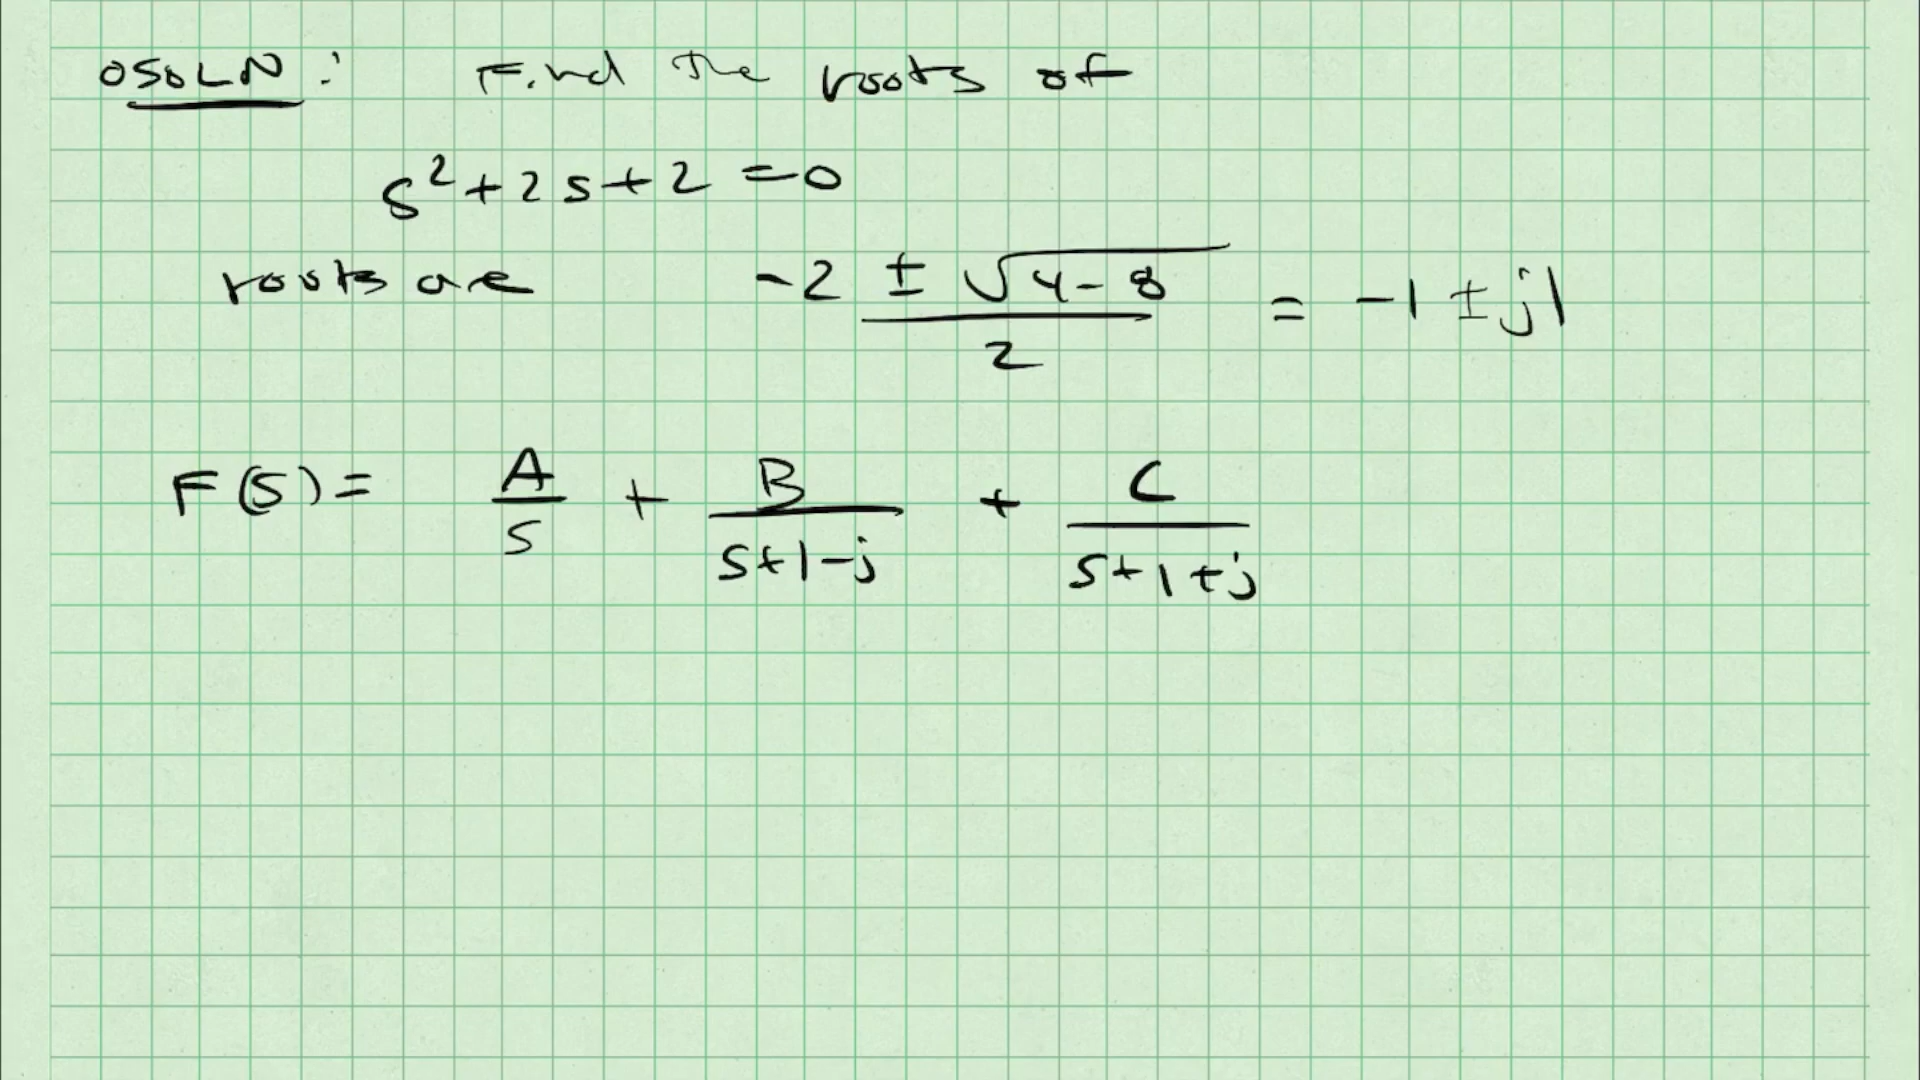 OSOLN: Find the roots of
s²+2s+2=0
roots are -2 ± √4-8 / 2 = -1 ± j1
F(s) = A/s + B/s+1-j + C/s+1+j